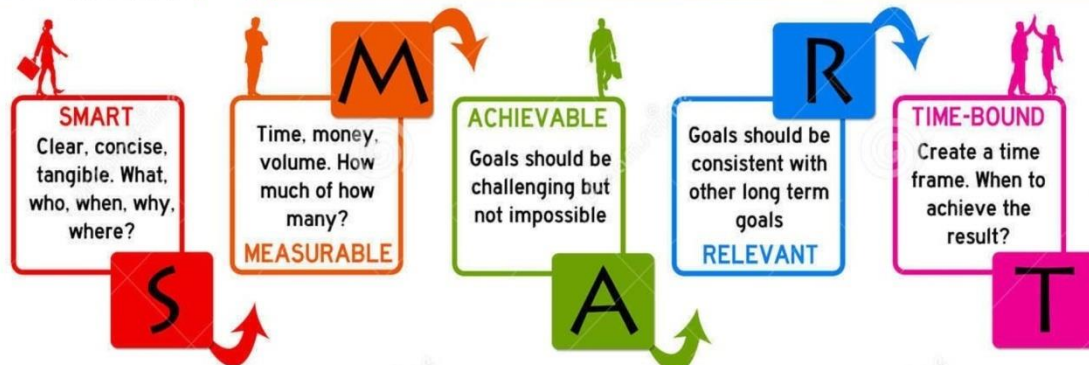 SMART
Clear, concise,
tangible. What,
who, when, why,
where?
S
Time, money,
volume. How
much of how
many?
MEASURABLE
M
ACHIEVABLE
Goals should be
challenging but
not impossible
A
Goals should be
consistent with
other long term
goals
RELEVANT
R
TIME-BOUND
Create a time
frame. When to
achieve the
result?
T